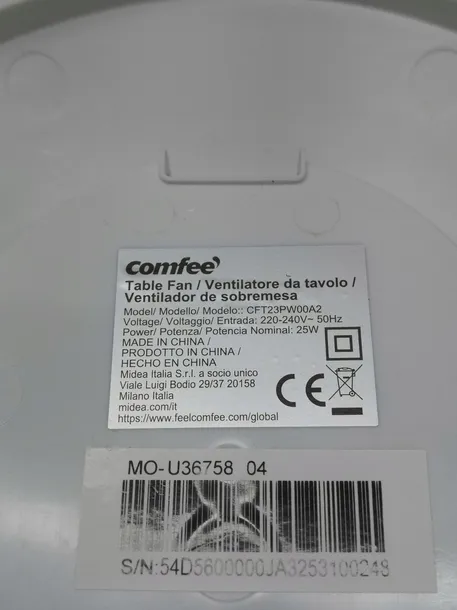 comfee'
Table Fan / Ventilatore da tavolo /
Ventilador de sobremesa
Model/ Modello/ Modelo:: CFT23PW00A2
Voltage/ Voltaggio/ Entrada: 220-240V~ 50Hz
Power/ Potenza/ Potencia Nominal: 25W
MADE IN CHINA /
PRODOTTO IN CHINA /
HECHO EN CHINA
Midea Italia S.r.l. a socio unico
Viale Luigi Bodio 29/37 20158
Milano Italia
midea.com/it
https://www.feelcomfee.com/global
CE
MO-U36758 04
S/N:54D5600000JA3253100248